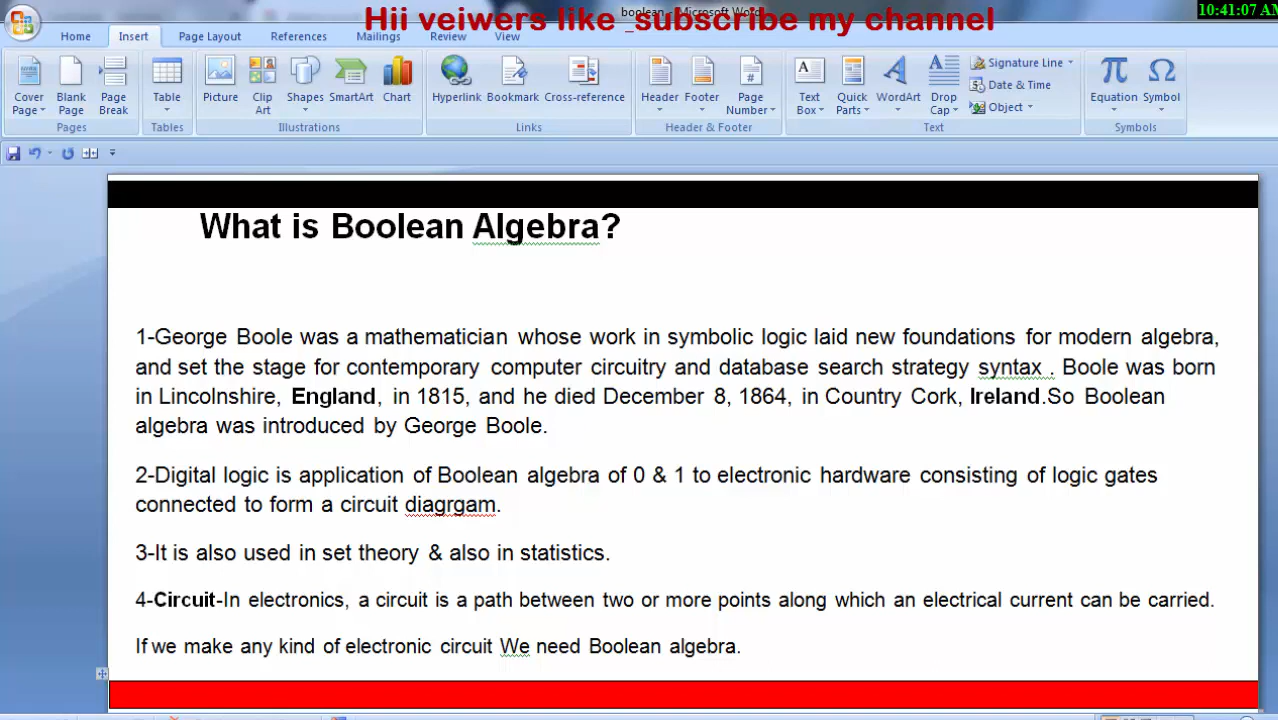 boolean - Microsoft Word
Hii veiwers like _subscribe my channel
10:41:07 AM
Home Insert Page Layout References Mailings Review View
Cover Page Blank Page Page Break Table Picture Clip Art Shapes SmartArt Chart Hyperlink Bookmark Cross-reference Header Footer Page Number Text Box Quick Parts WordArt Drop Cap Signature Line Date & Time Object Equation Symbol
Pages Tables Illustrations Links Header & Footer Text Symbols
What is Boolean Algebra?
1-George Boole was a mathematician whose work in symbolic logic laid new foundations for modern algebra,
and set the stage for contemporary computer circuitry and database search strategy syntax . Boole was born
in Lincolnshire, England, in 1815, and he died December 8, 1864, in Country Cork, Ireland.So Boolean
algebra was introduced by George Boole.
2-Digital logic is application of Boolean algebra of 0 & 1 to electronic hardware consisting of logic gates
connected to form a circuit diagrgam.
3-It is also used in set theory & also in statistics.
4-Circuit-In electronics, a circuit is a path between two or more points along which an electrical current can be carried.
If we make any kind of electronic circuit We need Boolean algebra.